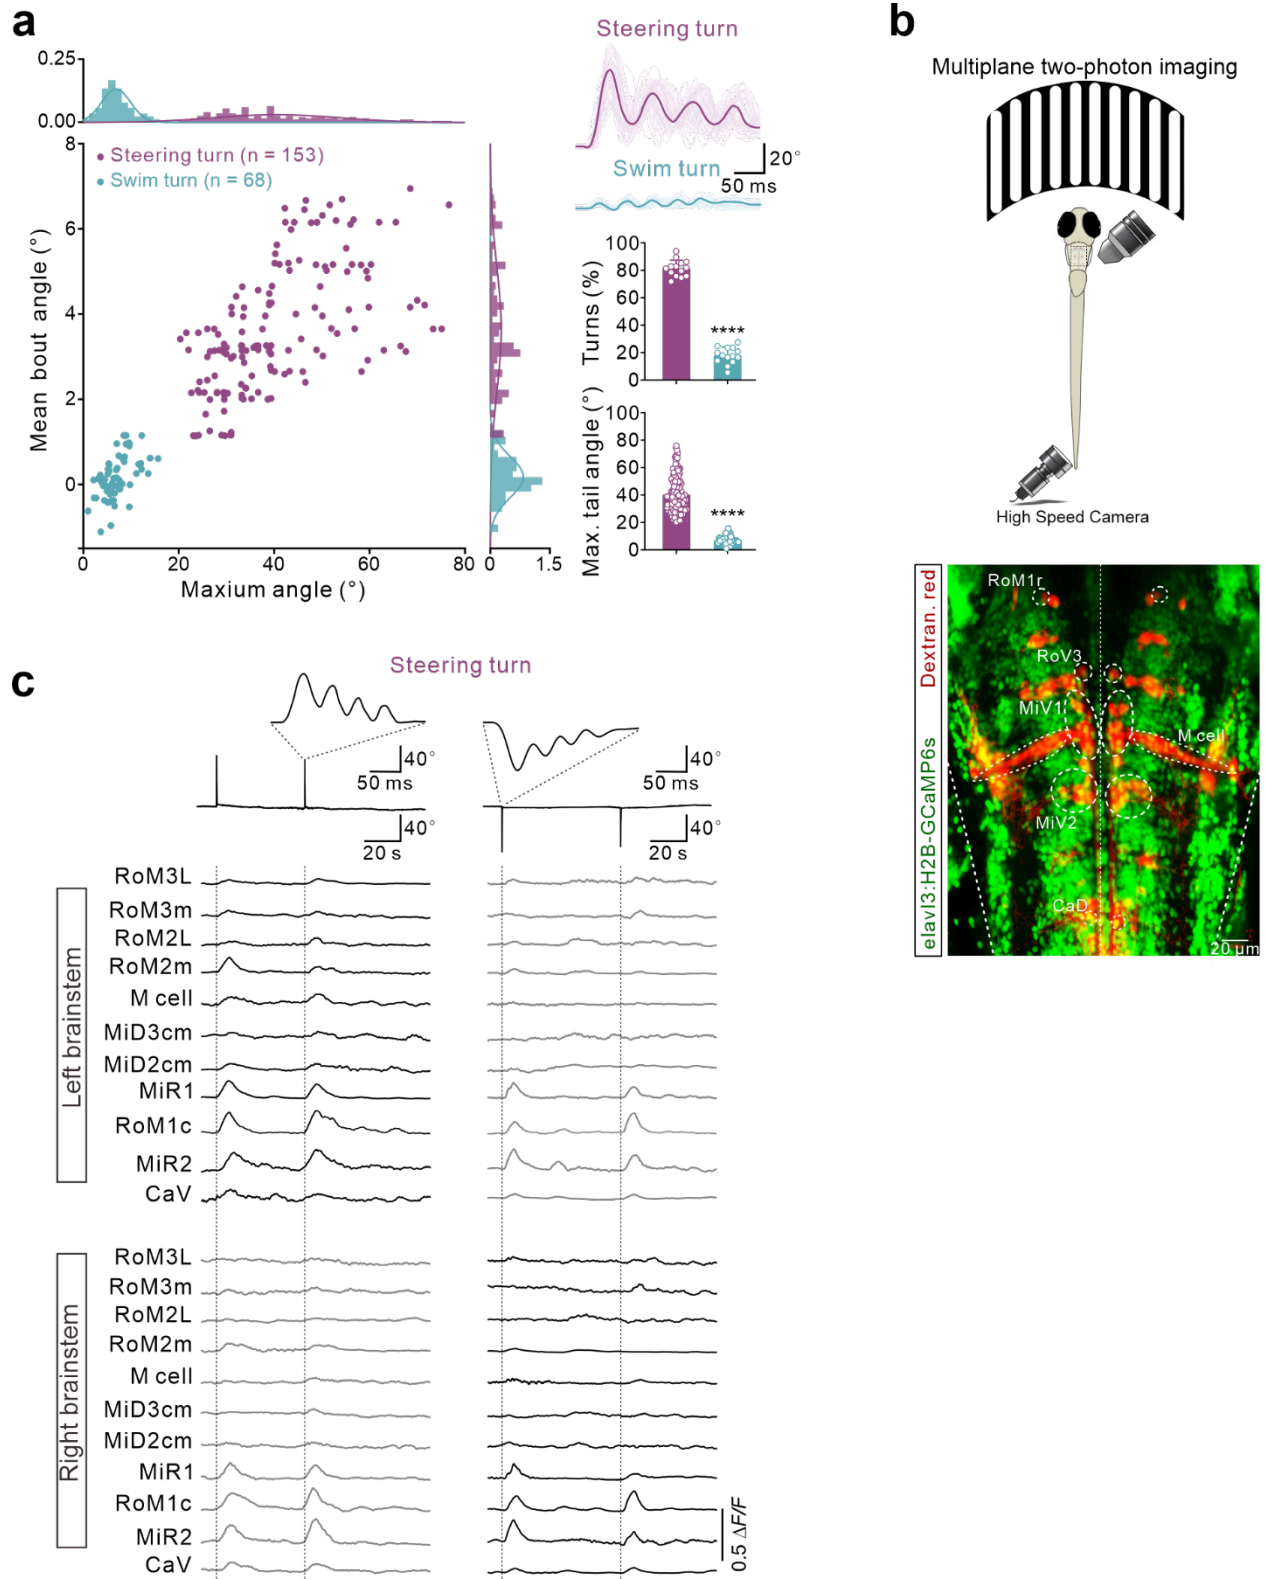 a
0.25
0.00
8
6
4
2
0
Mean bout angle (°)
Steering turn (n = 153)
Swim turn (n = 68)
0 20 40 60 80
Maxium angle (°)
0 1.5
Steering turn
Swim turn
20°
50 ms
100
80
60
40
20
0
Turns (%)
****
100
80
60
40
20
0
Max. tail angle (°)
****
b
Multiplane two-photon imaging
High Speed Camera
elavl3:H2B-GCaMP6s Dextran. red
RoM1r
RoV3
MiV1
M cell
MiV2
CaD
20 µm
c
Steering turn
40°
50 ms
40°
20 s
40°
50 ms
40°
20 s
Left brainstem
RoM3L
RoM3m
RoM2L
RoM2m
M cell
MiD3cm
MiD2cm
MiR1
RoM1c
MiR2
CaV
Right brainstem
RoM3L
RoM3m
RoM2L
RoM2m
M cell
MiD3cm
MiD2cm
MiR1
RoM1c
MiR2
CaV
0.5 ΔF/F